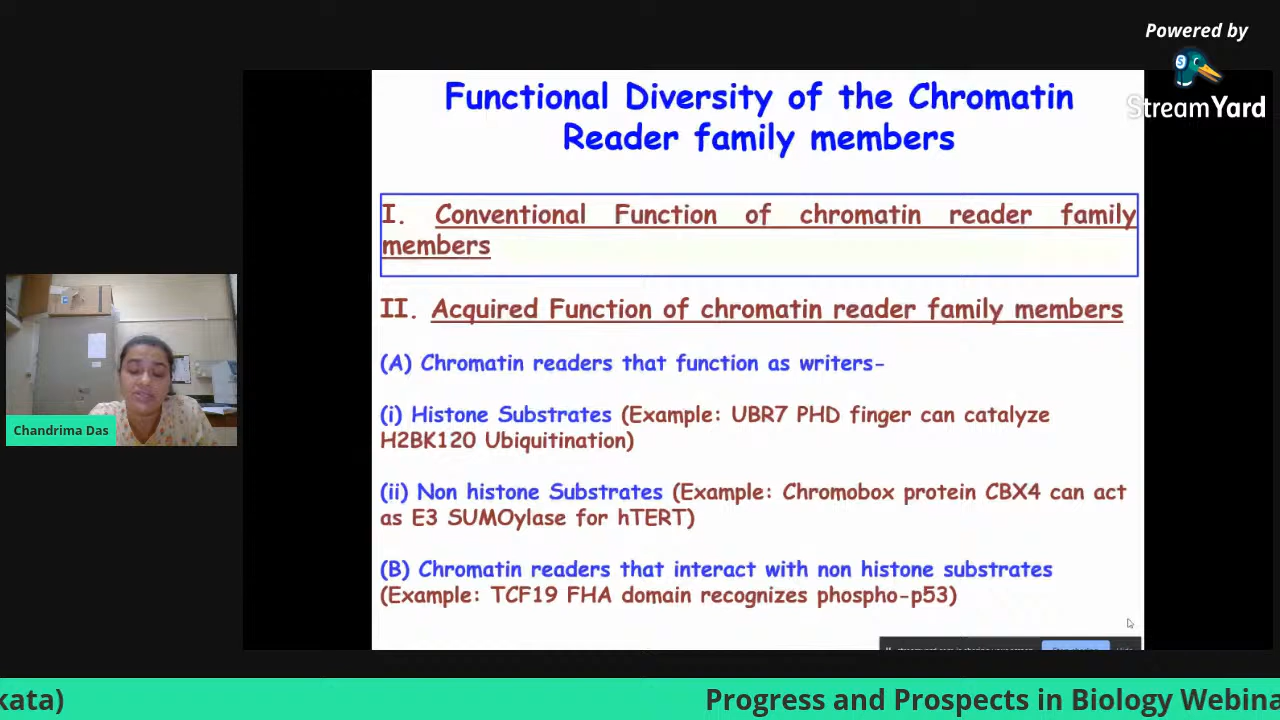 Powered by
StreamYard
Functional Diversity of the Chromatin
Reader family members
I. Conventional Function of chromatin reader family
members
II. Acquired Function of chromatin reader family members
(A) Chromatin readers that function as writers-
(i) Histone Substrates (Example: UBR7 PHD finger can catalyze
H2BK120 Ubiquitination)
(ii) Non histone Substrates (Example: Chromobox protein CBX4 can act
as E3 SUMOylase for hTERT)
(B) Chromatin readers that interact with non histone substrates
(Example: TCF19 FHA domain recognizes phospho-p53)
Chandrima Das
kata)
Progress and Prospects in Biology Webina